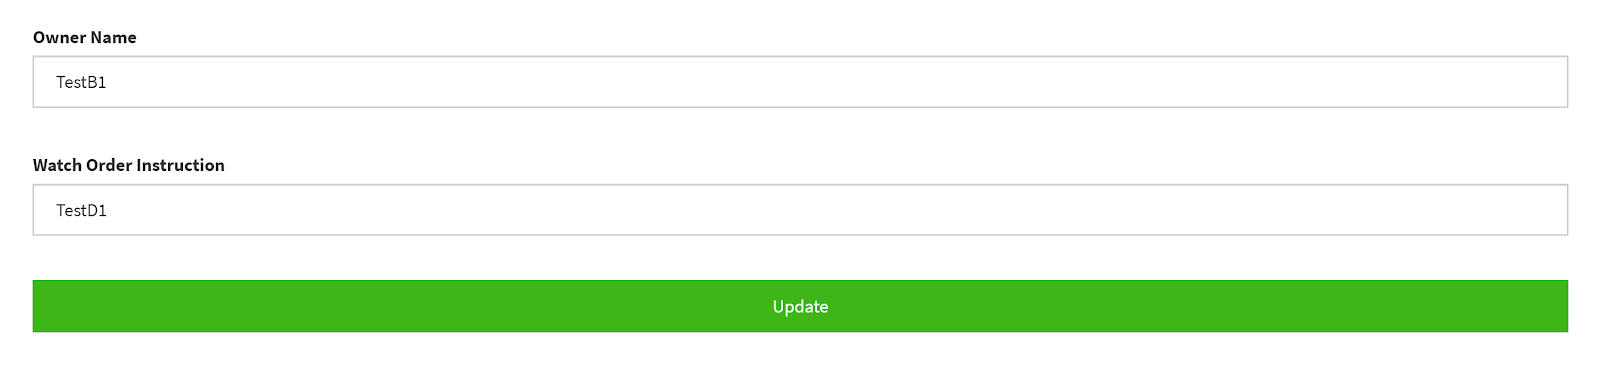 Owner Name
TestB1
Watch Order Instruction
TestD1
Update